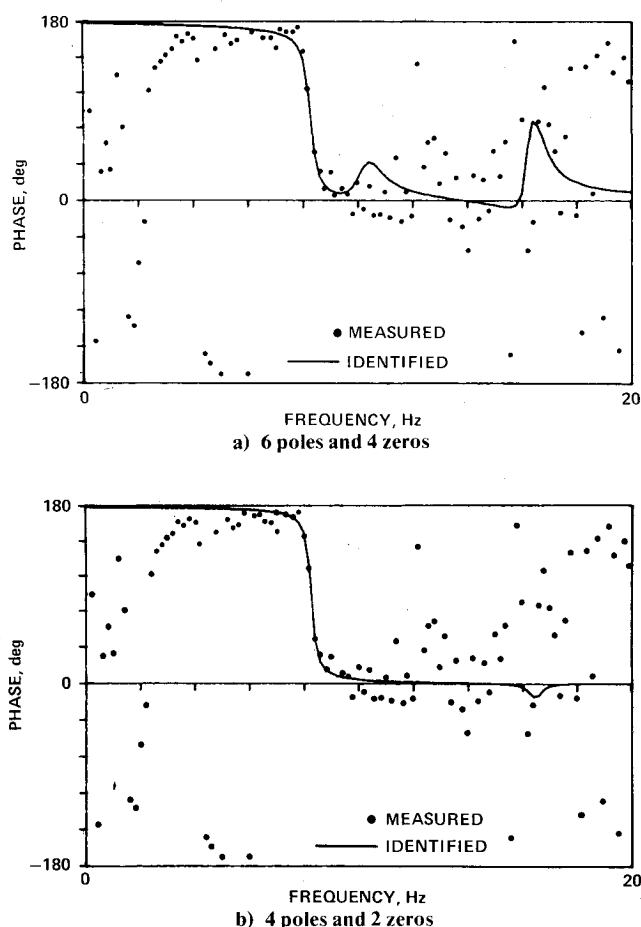 180
PHASE, deg
0
● MEASURED
—— IDENTIFIED
−180
0
20
FREQUENCY, Hz
a) 6 poles and 4 zeros
180
PHASE, deg
0
● MEASURED
—— IDENTIFIED
−180
0
20
FREQUENCY, Hz
b) 4 poles and 2 zeros